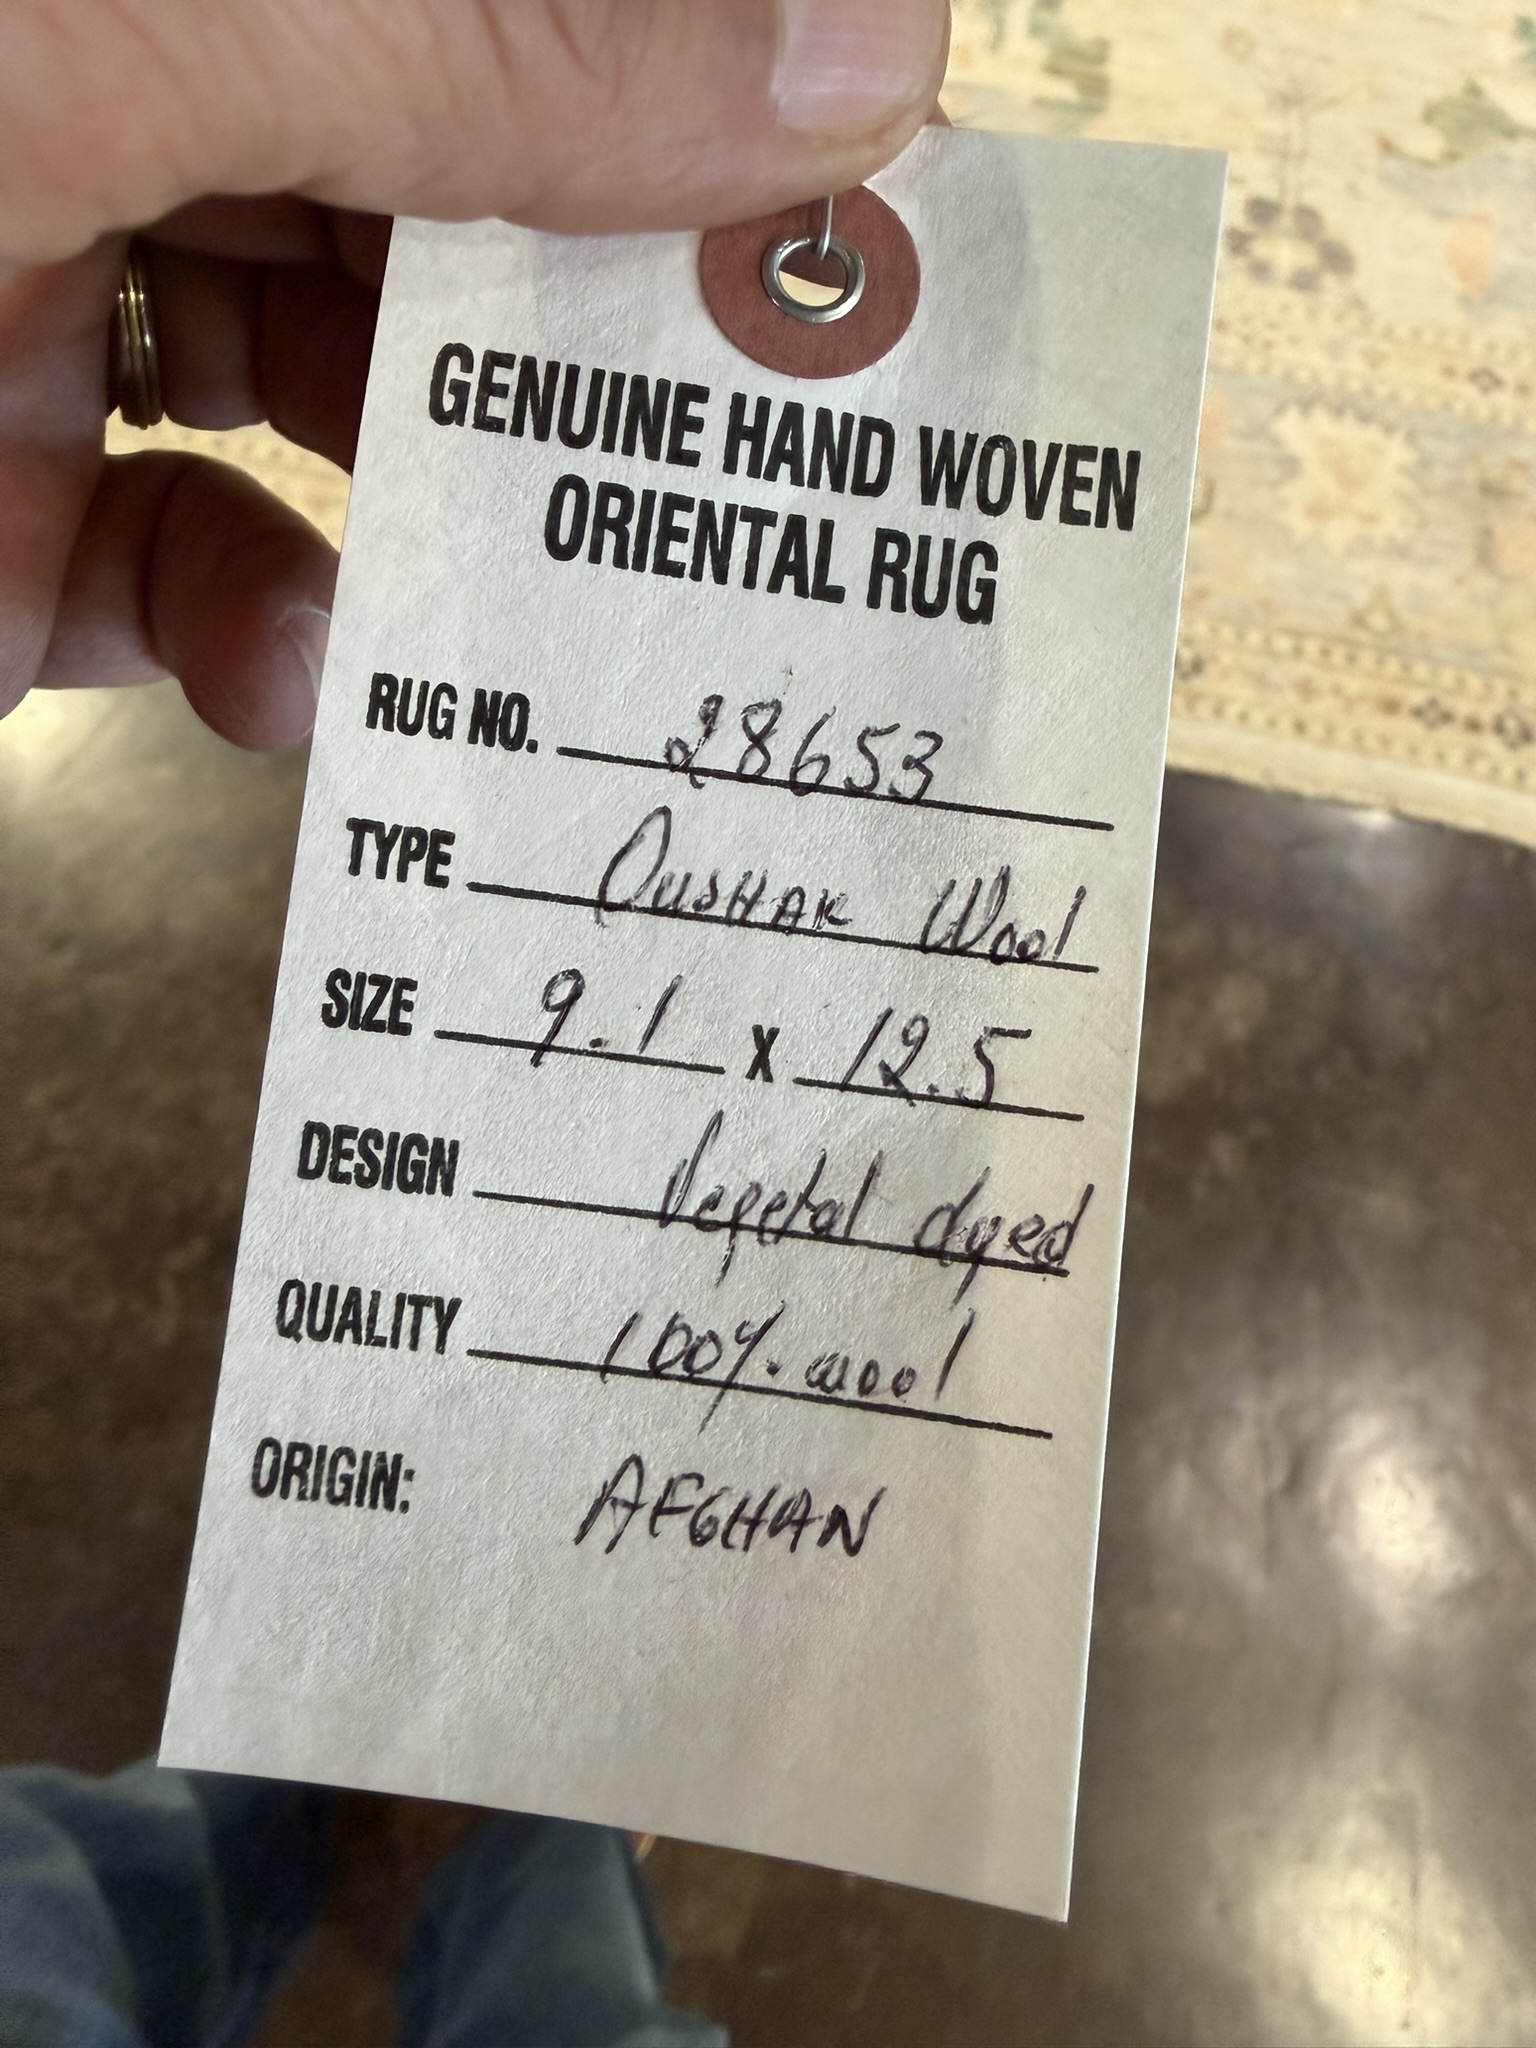 GENUINE HAND WOVEN
ORIENTAL RUG
RUG NO. 28653
TYPE Oushak Wool
SIZE 9.1 X 12.5
DESIGN Vegetal dyed
QUALITY 100% wool
ORIGIN: AFGHAN